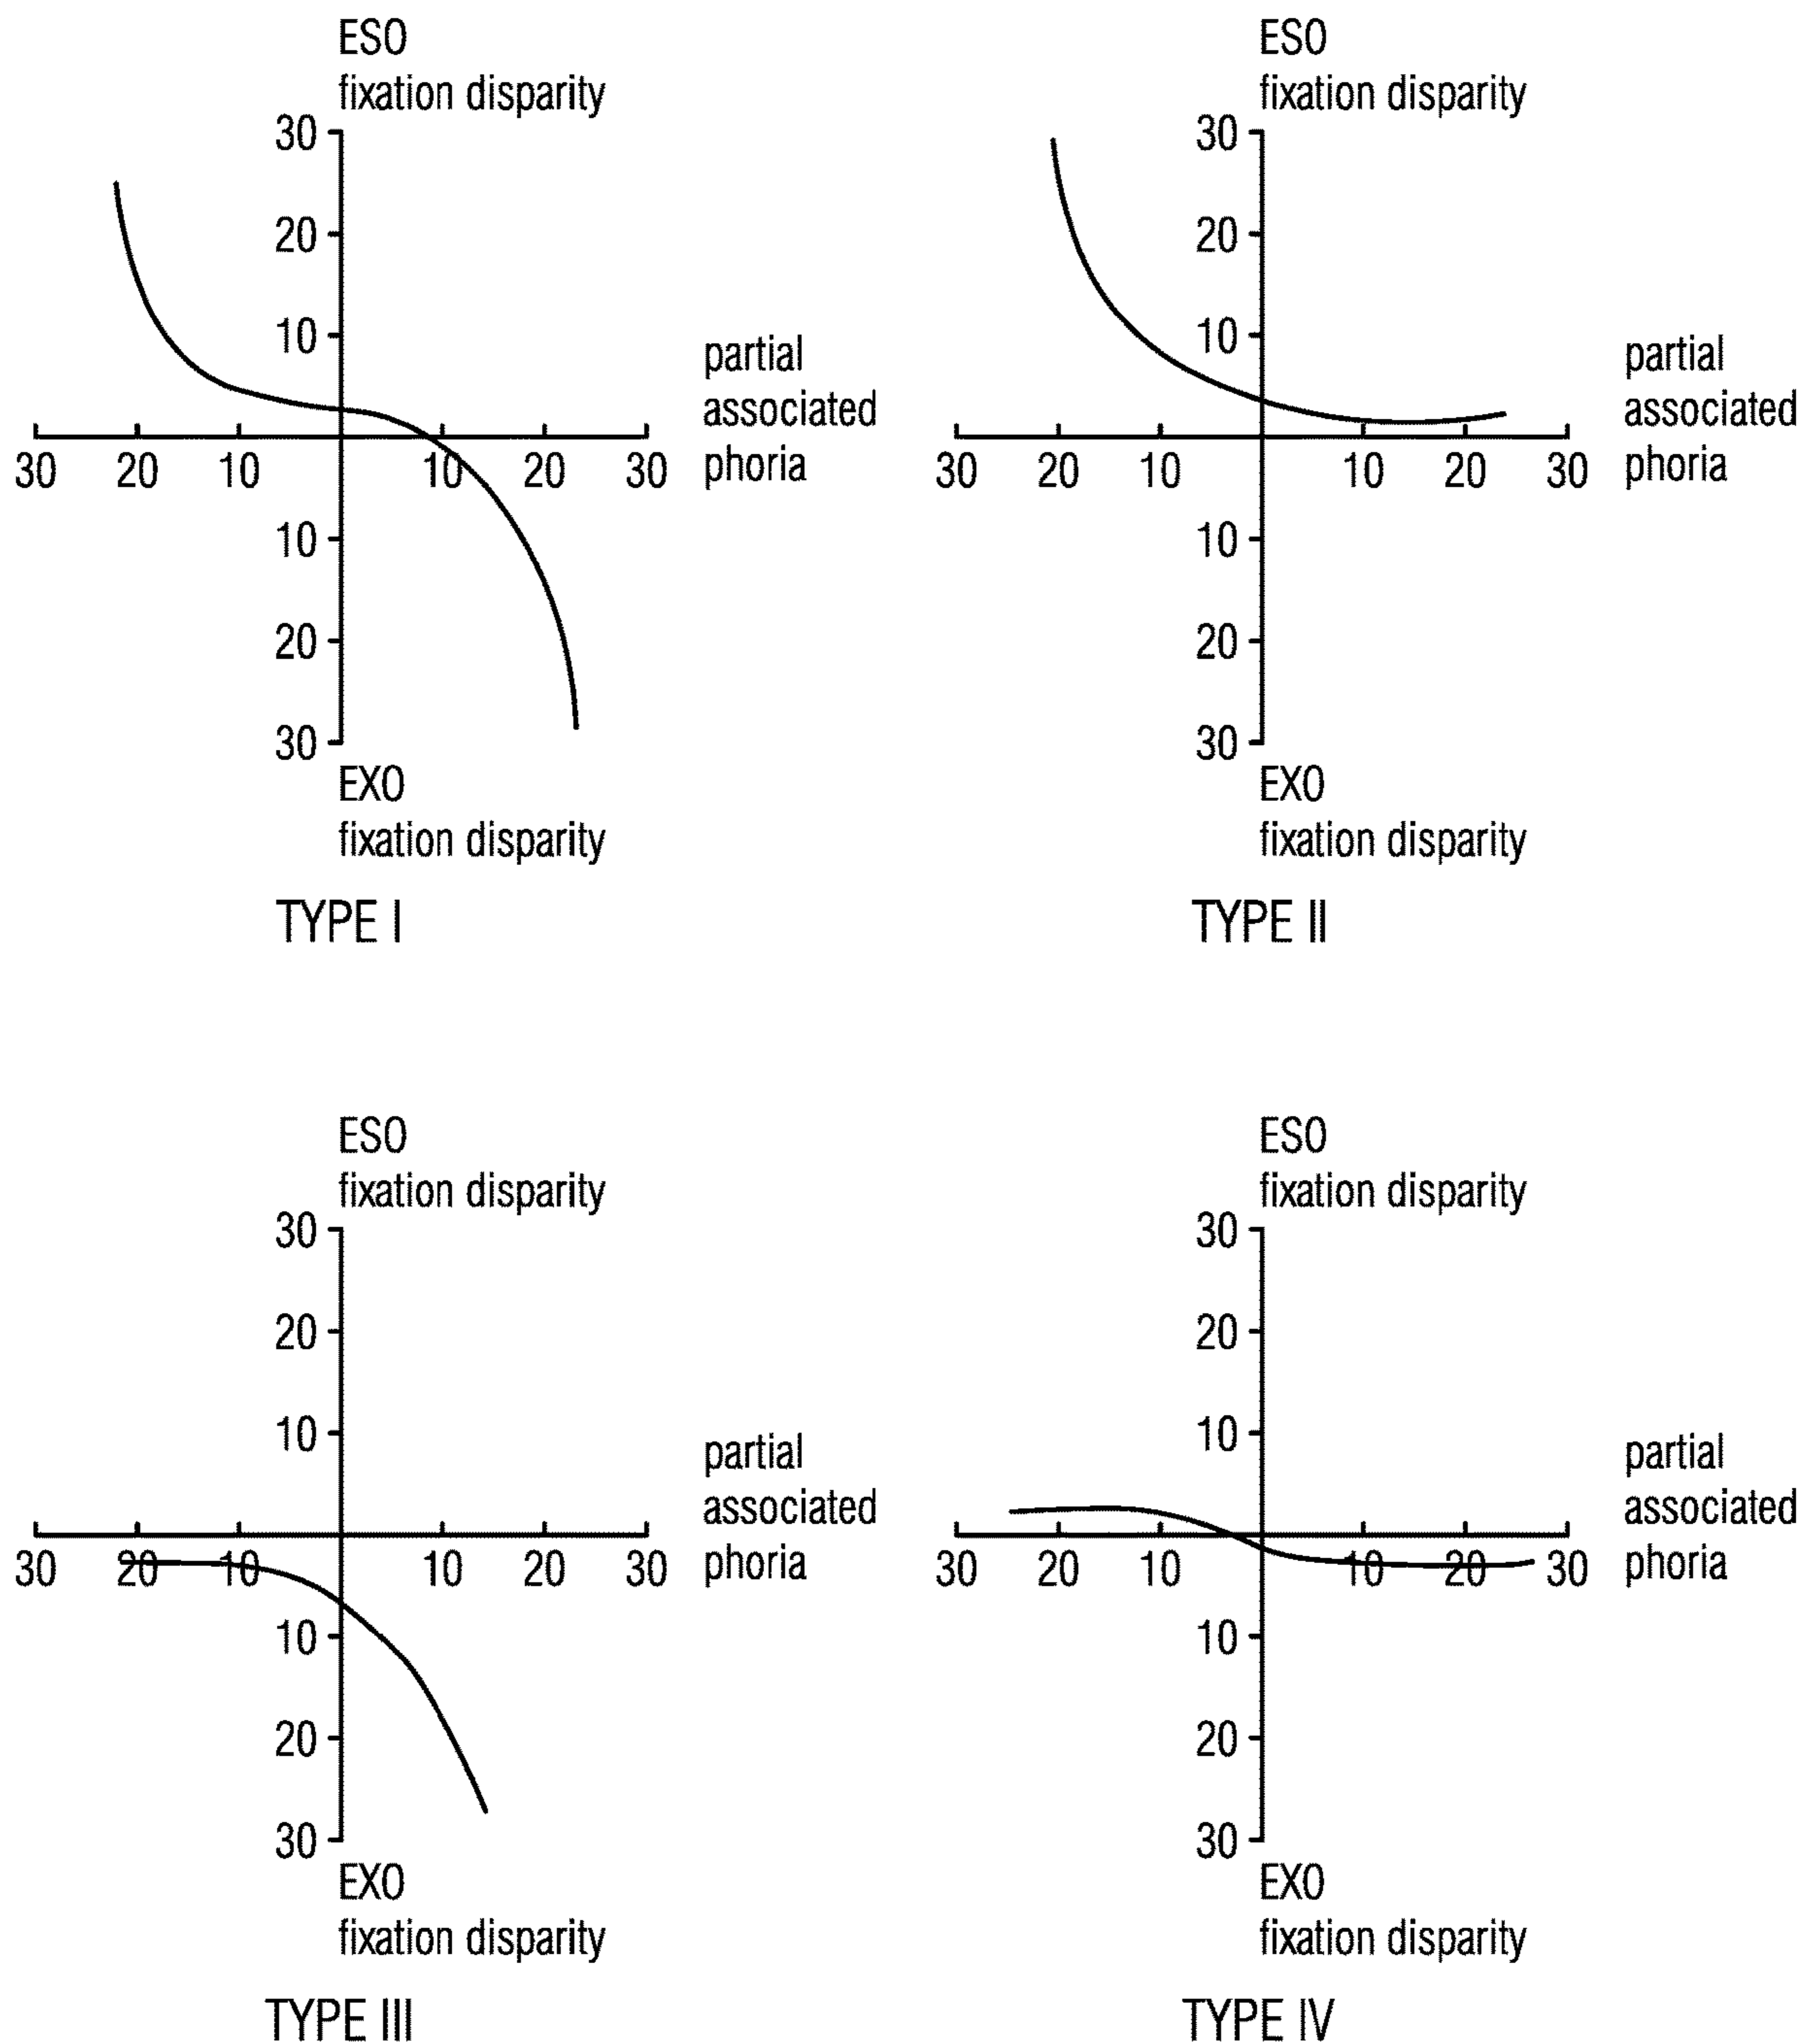 ESO
fixation disparity
30
20
10
partial
associated
phoria
30 20 10 10 20 30
10
20
30
EXO
fixation disparity
TYPE I
ESO
fixation disparity
30
20
10
partial
associated
phoria
30 20 10 10 20 30
10
20
30
EXO
fixation disparity
TYPE II
ESO
fixation disparity
30
20
10
partial
associated
phoria
30 20 10 10 20 30
10
20
30
EXO
fixation disparity
TYPE III
ESO
fixation disparity
30
20
10
partial
associated
phoria
30 20 10 10 20 30
10
20
30
EXO
fixation disparity
TYPE IV